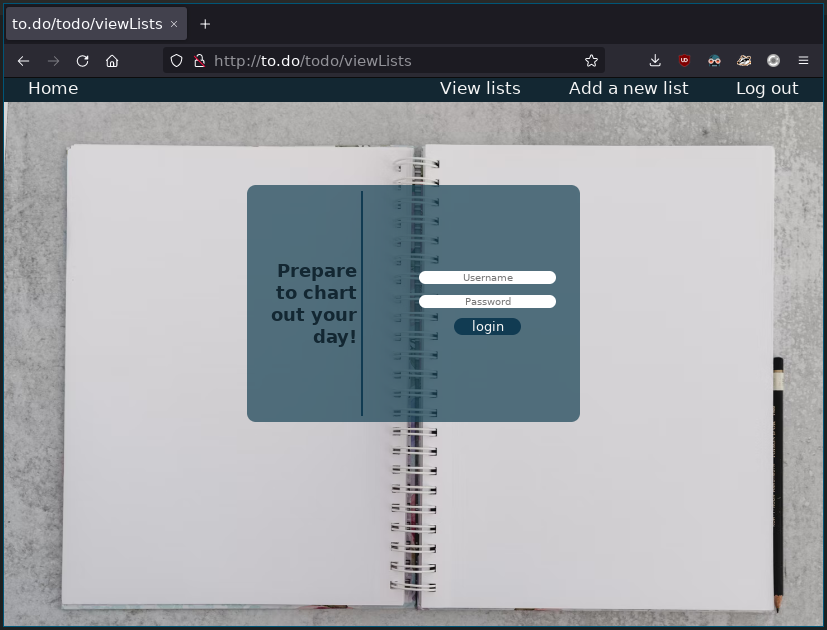 to.do/todo/viewLists
http://to.do/todo/viewLists
Home
View lists
Add a new list
Log out
Prepare
to chart
out your
day!
Username
Password
login